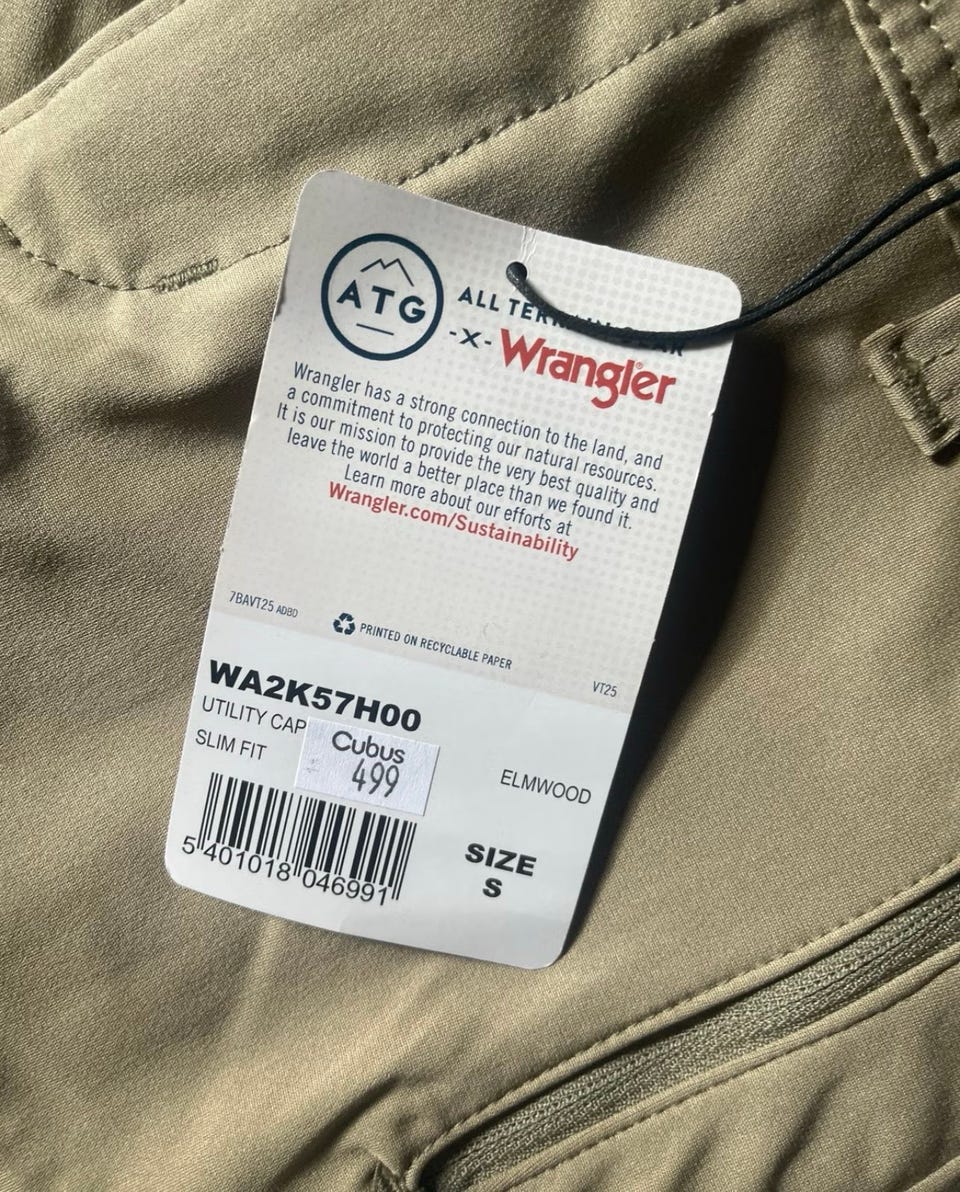 ATG
ALL
-X- Wrangler
Wrangler has a strong connection to the land, and
a commitment to protecting our natural resources.
It is our mission to provide the very best quality and
leave the world a better place than we found it.
Learn more about our efforts at
Wrangler.com/Sustainability
7BAVT25 ADBD
PRINTED ON RECYCLABLE PAPER
VT25
WA2K57H00
UTILITY CAP
SLIM FIT
Cubus
499
ELMWOOD
5 401018 046991
SIZE
S